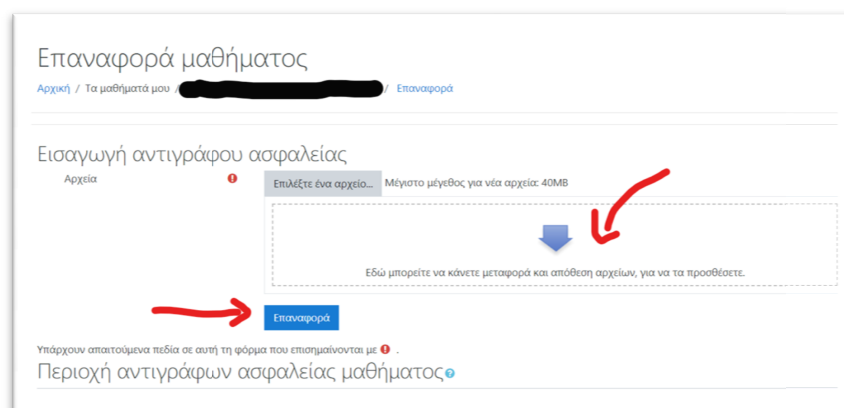 Επαναφορά μαθήματος
Αρχική / Τα μαθήματά μου / / Επαναφορά
Εισαγωγή αντιγράφου ασφαλείας
Αρχεία
Επιλέξτε ένα αρχείο... Μέγιστο μέγεθος για νέα αρχεία: 40MB
Εδώ μπορείτε να κάνετε μεταφορά και απόθεση αρχείων, για να τα προσθέσετε.
Επαναφορά
Υπάρχουν απαιτούμενα πεδία σε αυτή τη φόρμα που επισημαίνονται με .
Περιοχή αντιγράφων ασφαλείας μαθήματος